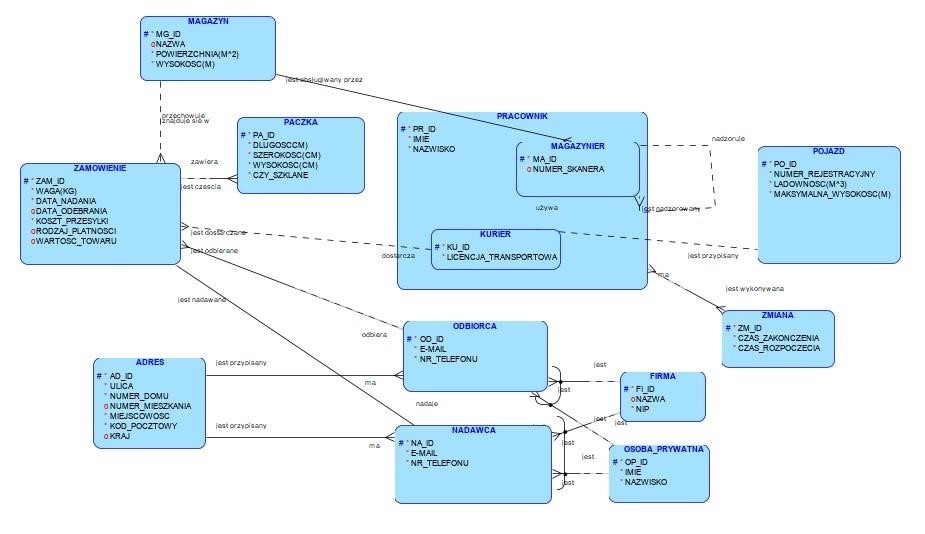 MAGAZYN
# * MG_ID
o NAZWA
* POWIERZCHNIA(M^2)
* WYSOKOSC(M)
jest obsługiwany przez
przechowuje
znajduje sie w
PACZKA
# * PA_ID
* DLUGOSCCM)
* SZEROKOSC(CM)
* WYSOKOSC(CM)
* CZY_SZKLANE
PRACOWNIK
# * PR_ID
* IMIE
* NAZWISKO
MAGAZYNIER
# * MA_ID
o NUMER_SKANERA
nadzoruje
jest nadzorowany
POJAZD
# * PO_ID
* NUMER_REJESTRACYJNY
* LADOWNOSC(M^3)
* MAKSYMALNA_WYSOKOSC(M)
zawiera
jest czescia
ZAMOWIENIE
# * ZAM_ID
* WAGA(KG)
* DATA_NADANIA
o DATA_ODEBRANIA
* KOSZT_PRZESYLKI
o RODZAJ_PLATNOSCI
o WARTOSC_TOWARU
używa
jest dostarczane
KURIER
# * KU_ID
* LICENCJA_TRANSPORTOWA
jest odbierane
dostarcza
jest przypisany
ma
jest wykonywana
jest nadawane
ZMIANA
# * ZM_ID
* CZAS_ZAKONCZENIA
* CZAS_ROZPOCZECIA
odbiera
ODBIORCA
# * OD_ID
* E-MAIL
* NR_TELEFONU
ADRES
# * AD_ID
* ULICA
* NUMER_DOMU
o NUMER_MIESZKANIA
* MIEJSCOWOSC
* KOD_POCZTOWY
o KRAJ
jest przypisany
ma
jest
jest
FIRMA
# * FI_ID
o NAZWA
* NIP
nadaje
jest
jest
jest przypisany
ma
NADAWCA
# * NA_ID
* E-MAIL
* NR_TELEFONU
jest
jest
jest
OSOBA_PRYWATNA
# * OP_ID
* IMIE
* NAZWISKO